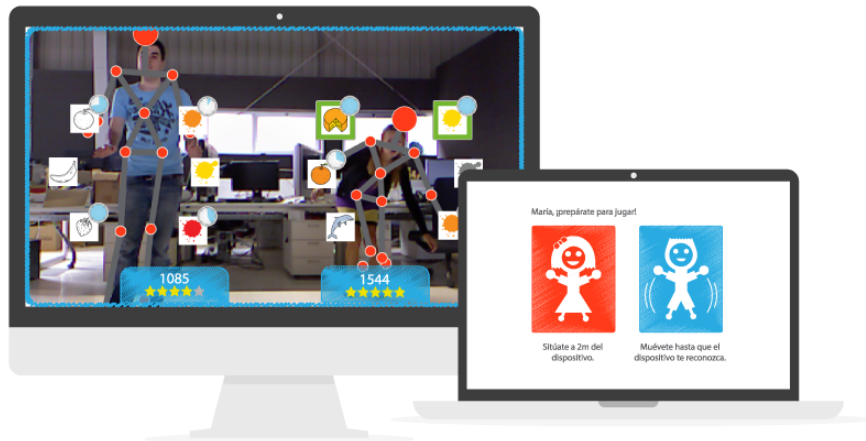 1085
1544
María, ¡prepárate para jugar!
Sitúate a 2m del
dispositivo.
Muévete hasta que el
dispositivo te reconozca.